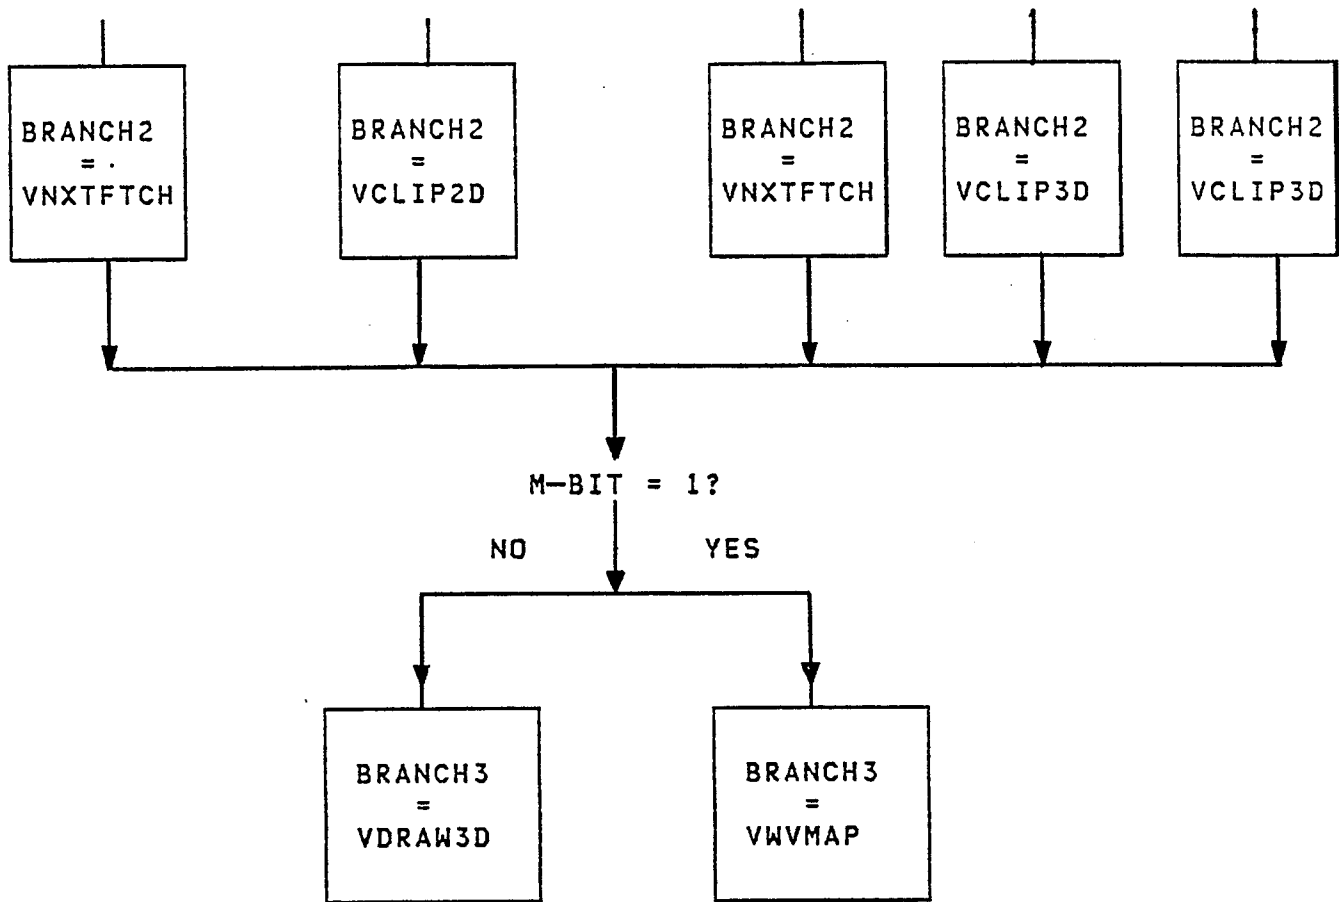 BRANCH2
=
VNXTFTCH
BRANCH2
=
VCLIP2D
BRANCH2
=
VNXTFTCH
BRANCH2
=
VCLIP3D
BRANCH2
=
VCLIP3D
M-BIT = 1?
NO YES
BRANCH3
=
VDRAW3D
BRANCH3
=
VWVMAP